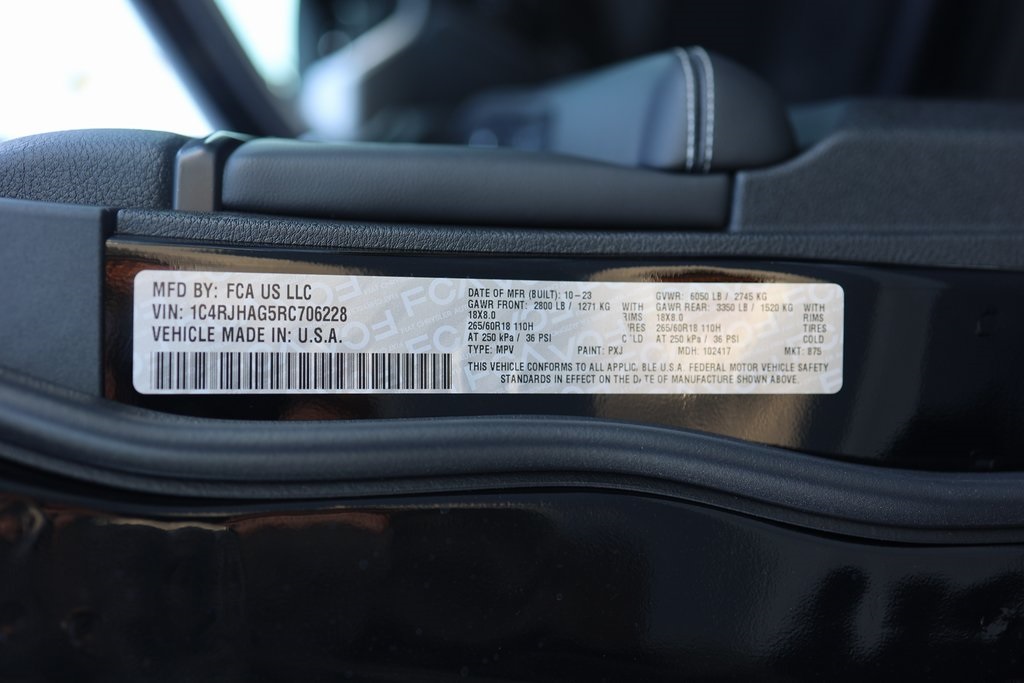 MFD BY: FCA US LLC
VIN: 1C4RJHAG5RC706228
VEHICLE MADE IN: U.S.A.
DATE OF MFR (BUILT): 10-23 GVWR: 6050 LB / 2745 KG
GAWR FRONT: 2800 LB / 1271 KG WITH GAWR REAR: 3350 LB / 1520 KG WITH
18X8.0 RIMS 18X8.0 RIMS
265/60R18 110H TIRES 265/60R18 110H TIRES
AT 250 kPa / 36 PSI COLD AT 250 kPa / 36 PSI COLD
TYPE: MPV PAINT: PXJ MDH: 102417 MKT: 875
THIS VEHICLE CONFORMS TO ALL APPLICABLE U.S.A. FEDERAL MOTOR VEHICLE SAFETY
STANDARDS IN EFFECT ON THE DATE OF MANUFACTURE SHOWN ABOVE.